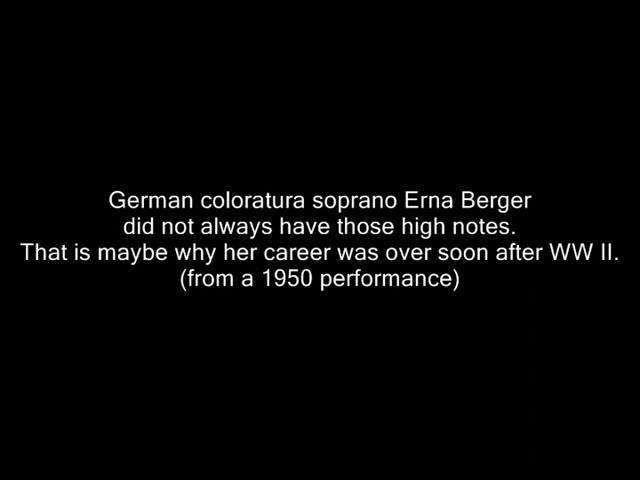 German coloratura soprano Erna Berger
did not always have those high notes.
That is maybe why her career was over soon after WW II.
(from a 1950 performance)